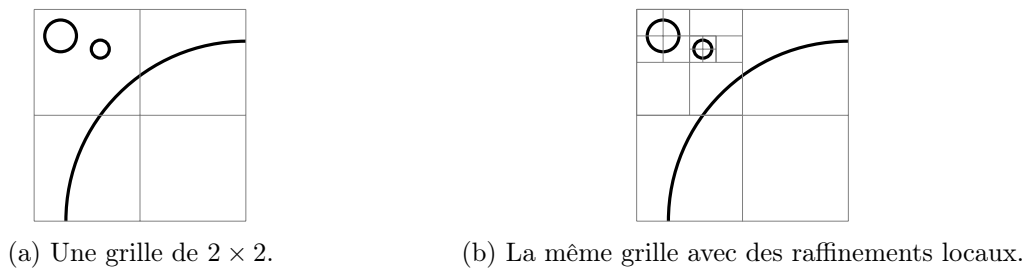 (a) Une grille de 2 × 2.
(b) La même grille avec des raffinements locaux.